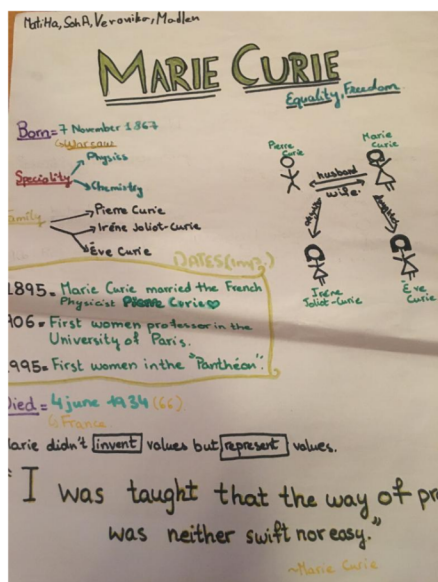 Matilda, SohA, Veronika, Madlen
MARIE CURIE
Equality, Freedom
Born = 7 November 1867
Warsaw
Speciality
Physics
Chemistry
Family
Pierre Curie
Irène Joliot-Curie
Ève Curie
Pierre Curie
Marie Curie
husband
wife
Irène Joliot-Curie
Ève Curie
DATES (imp.)
1895 = Marie Curie married the French
Physicist Pierre Curie
906 = First women professor in the
University of Paris.
995 = First women in the "Panthéon".
Died = 4 june 1934 (66)
France
arie didn't invent values but represent values.
"I was taught that the way of pr
was neither swift nor easy."
~Marie Curie